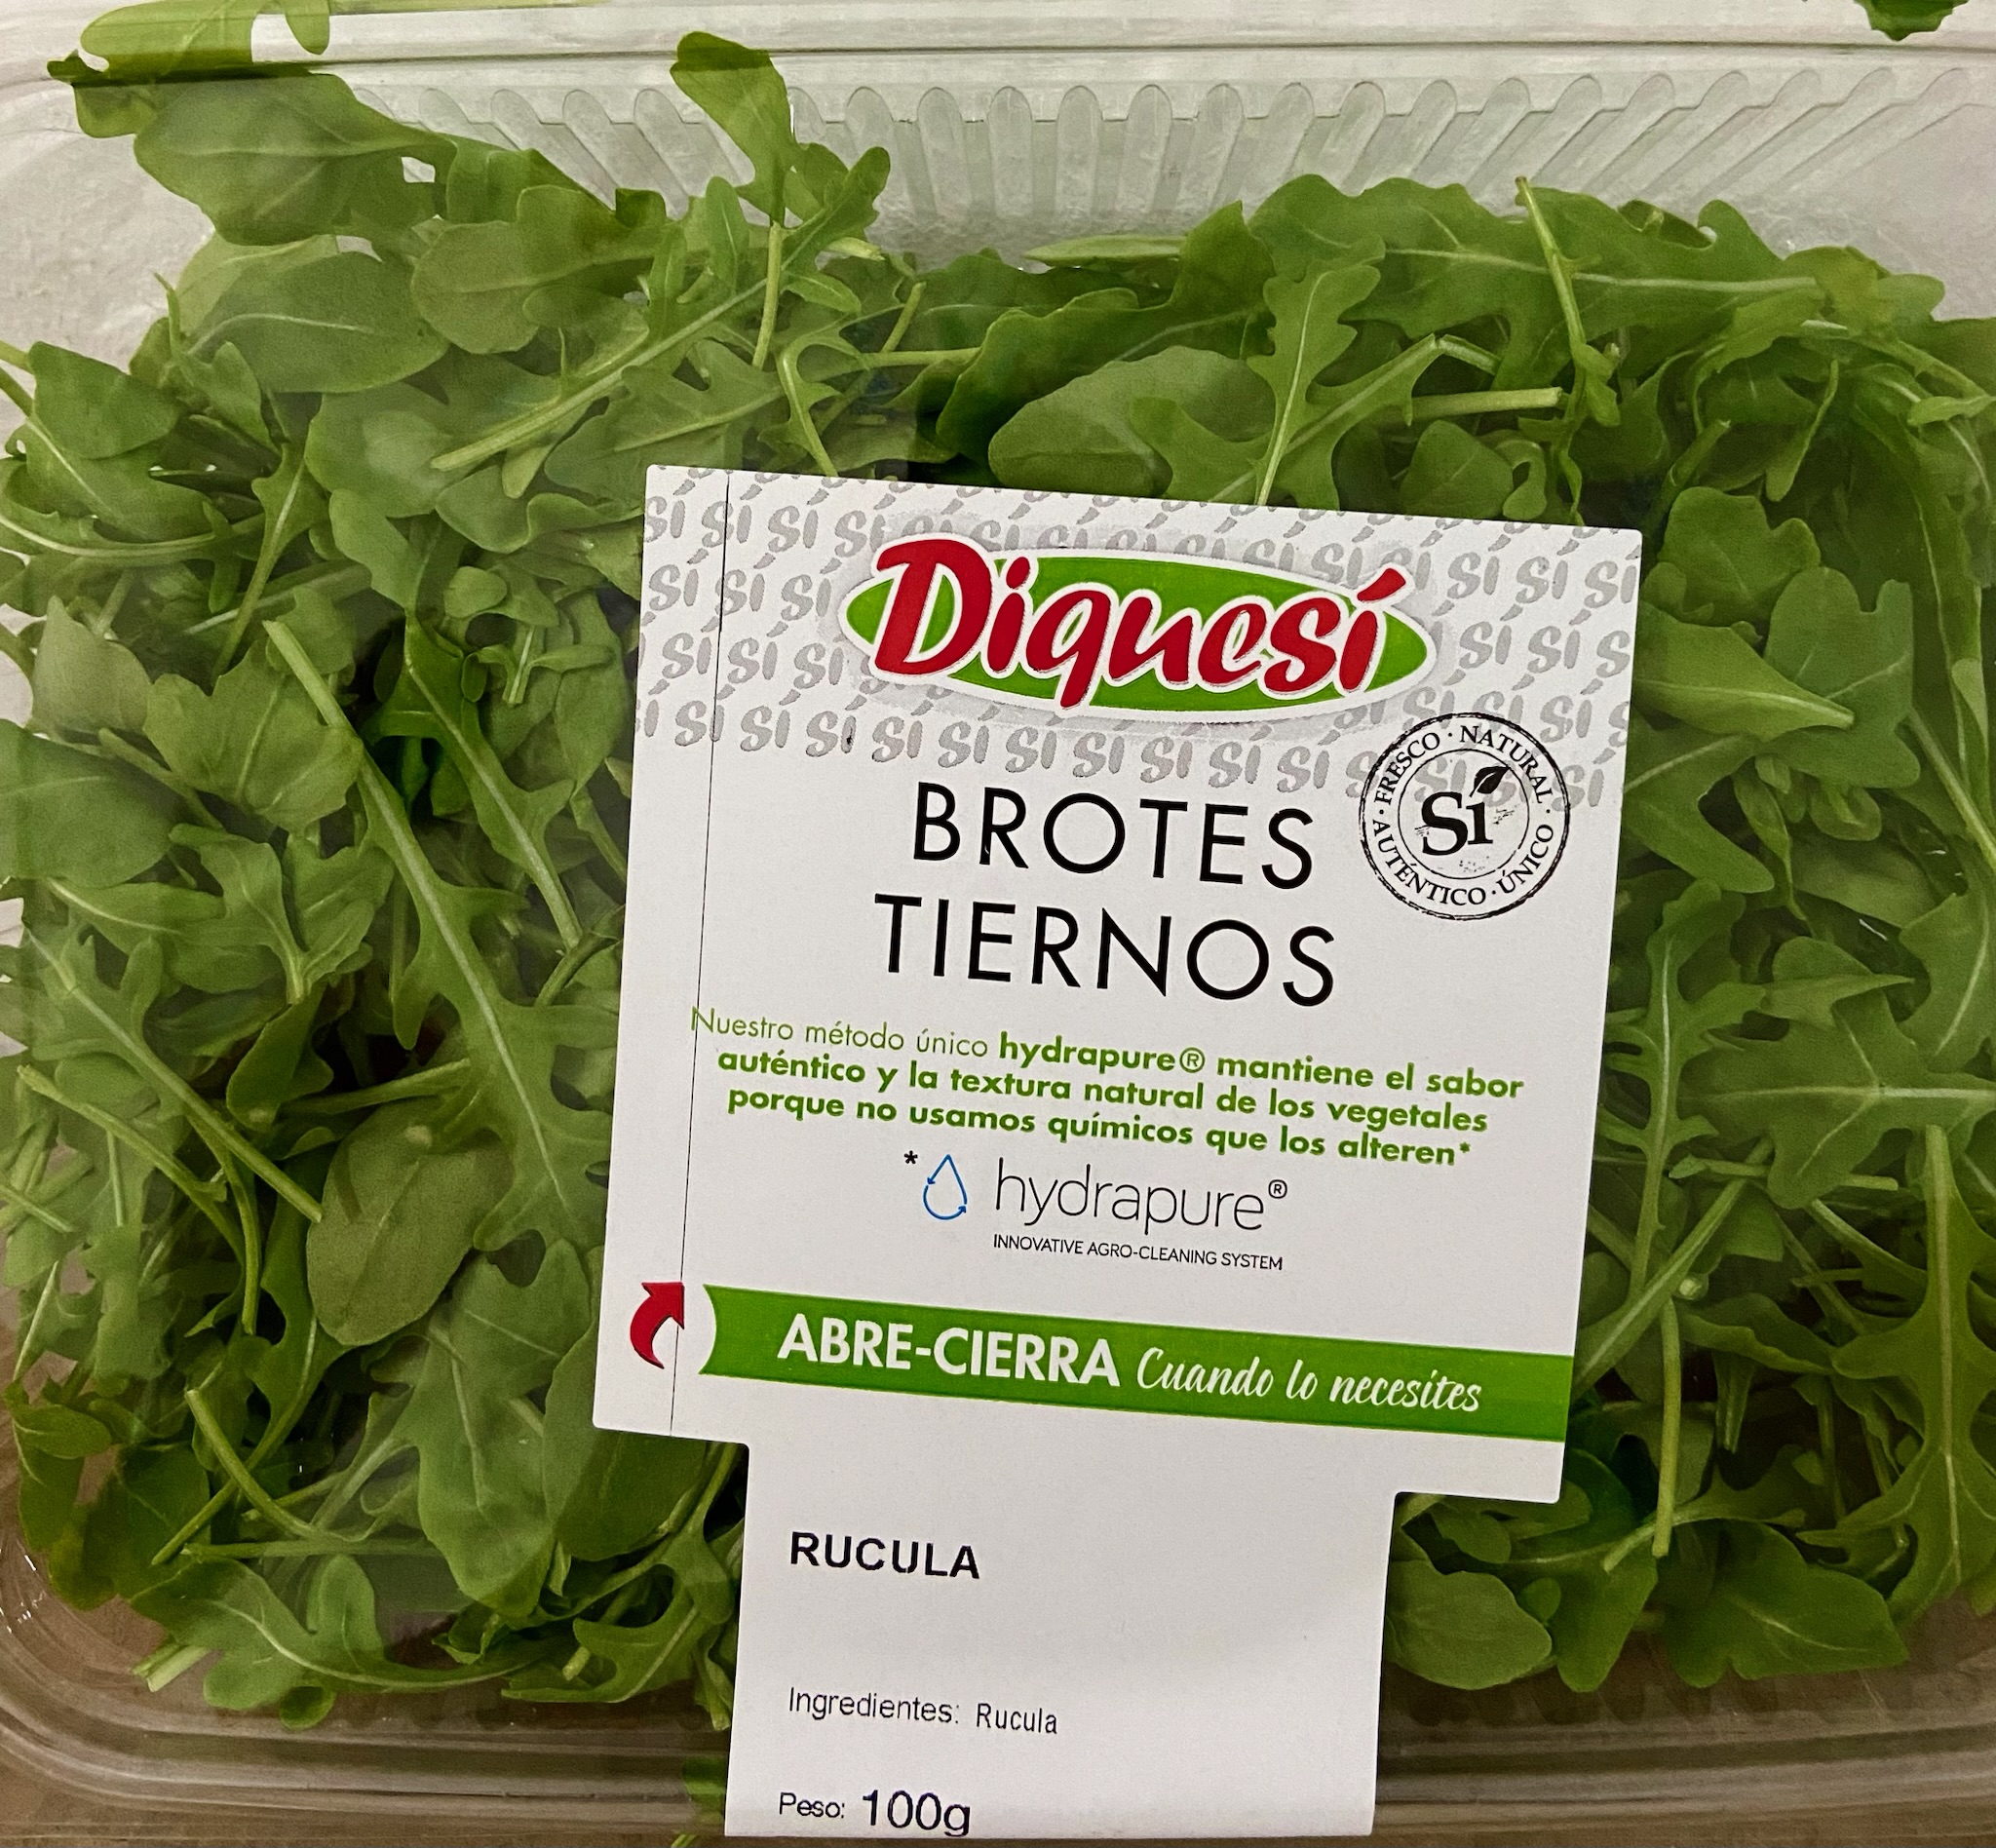 Diquesí
FRESCO · NATURAL · ÚNICO · AUTÉNTICO ·
Sí
BROTES
TIERNOS
Nuestro método único hydrapure® mantiene el sabor
auténtico y la textura natural de los vegetales
porque no usamos químicos que los alteren*
* hydrapure®
INNOVATIVE AGRO-CLEANING SYSTEM
ABRE-CIERRA Cuando lo necesites
RUCULA
Ingredientes: Rucula
Peso: 100g